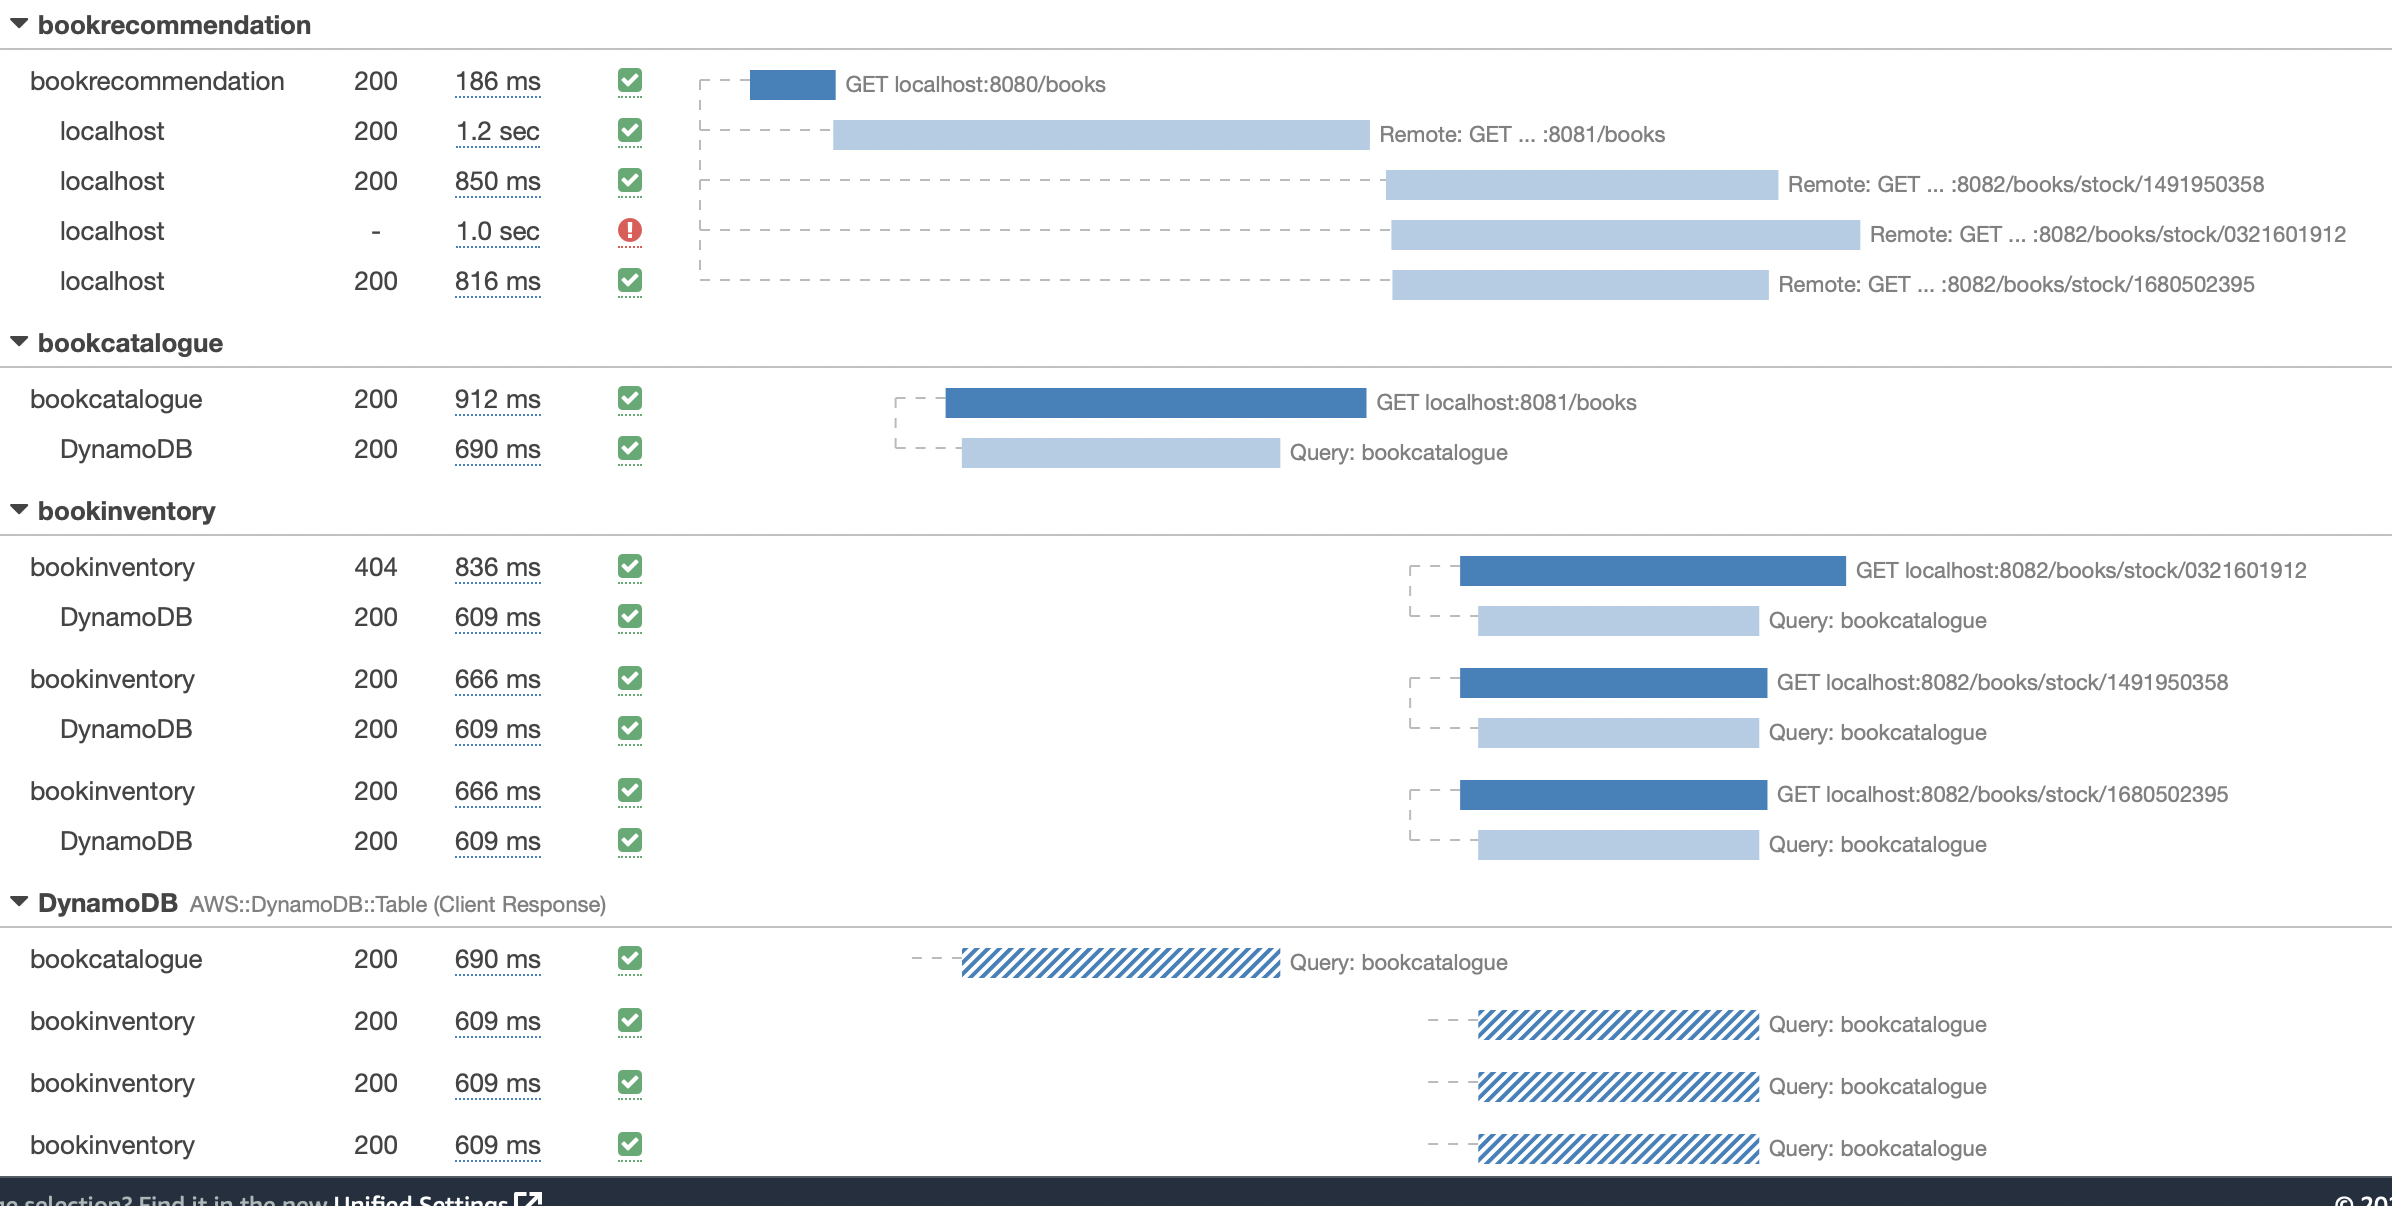 bookrecommendation
bookrecommendation 200 186 ms GET localhost:8080/books
localhost 200 1.2 sec Remote: GET ... :8081/books
localhost 200 850 ms Remote: GET ... :8082/books/stock/1491950358
localhost - 1.0 sec Remote: GET ... :8082/books/stock/0321601912
localhost 200 816 ms Remote: GET ... :8082/books/stock/1680502395
bookcatalogue
bookcatalogue 200 912 ms GET localhost:8081/books
DynamoDB 200 690 ms Query: bookcatalogue
bookinventory
bookinventory 404 836 ms GET localhost:8082/books/stock/0321601912
DynamoDB 200 609 ms Query: bookcatalogue
bookinventory 200 666 ms GET localhost:8082/books/stock/1491950358
DynamoDB 200 609 ms Query: bookcatalogue
bookinventory 200 666 ms GET localhost:8082/books/stock/1680502395
DynamoDB 200 609 ms Query: bookcatalogue
DynamoDB AWS::DynamoDB::Table (Client Response)
bookcatalogue 200 690 ms Query: bookcatalogue
bookinventory 200 609 ms Query: bookcatalogue
bookinventory 200 609 ms Query: bookcatalogue
bookinventory 200 609 ms Query: bookcatalogue
selection? Find it in the new Unified Settings ©